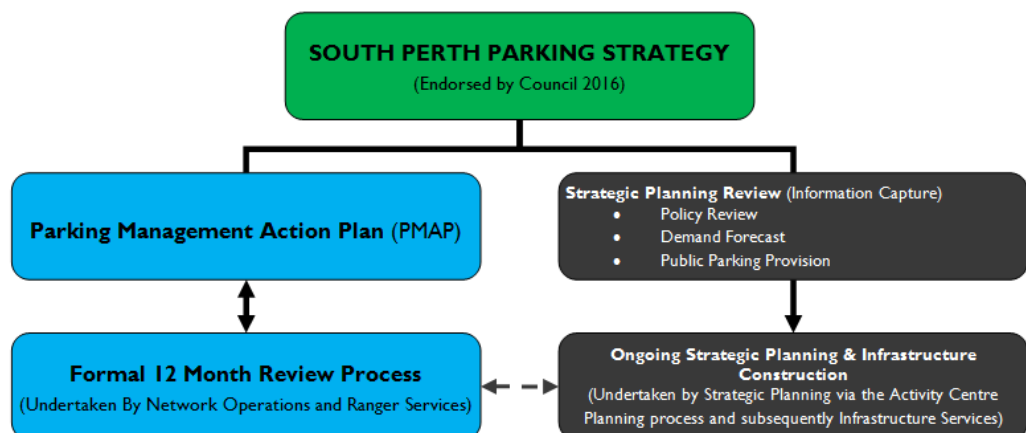 SOUTH PERTH PARKING STRATEGY
(Endorsed by Council 2016)
Parking Management Action Plan (PMAP)
Strategic Planning Review (Information Capture)
• Policy Review
• Demand Forecast
• Public Parking Provision
Formal 12 Month Review Process
(Undertaken By Network Operations and Ranger Services)
Ongoing Strategic Planning & Infrastructure
Construction
(Undertaken by Strategic Planning via the Activity Centre
Planning process and subsequently Infrastructure Services)